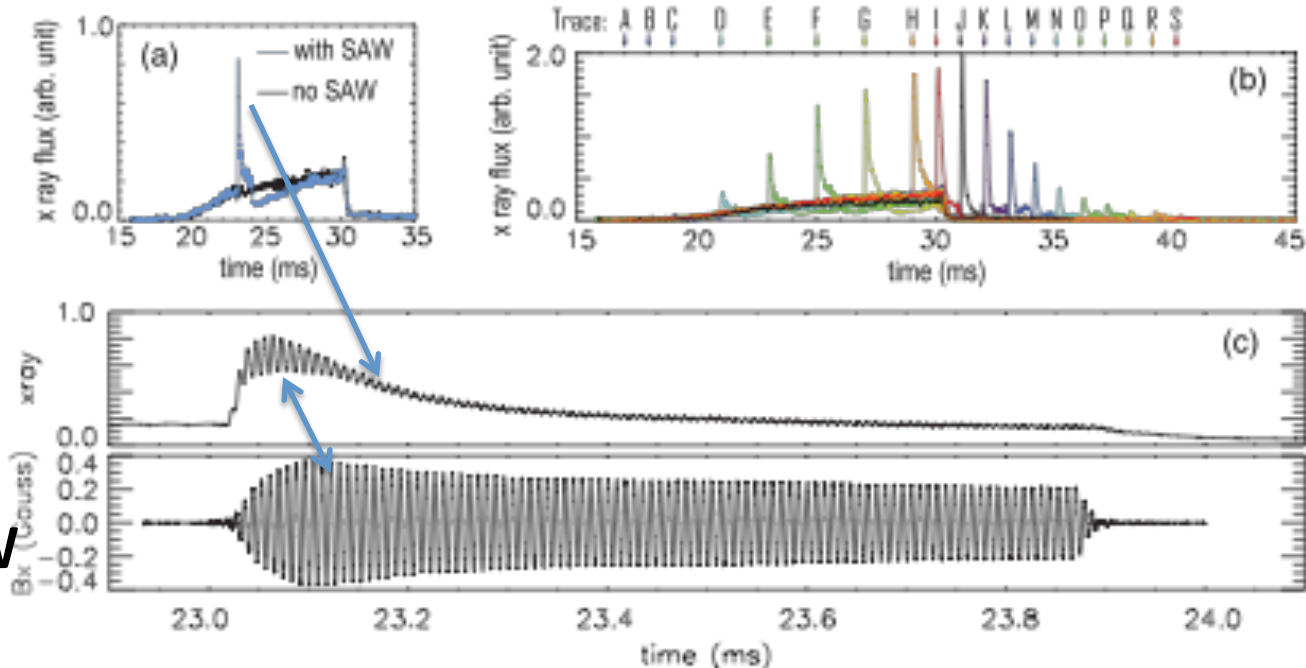 (a)
with SAW
no SAW
x ray flux (arb. unit)
1.0
0.0
15 20 25 30 35
time (ms)
Trace: A B C D E F G H I J K L M N O P Q R S
(b)
x ray flux (arb. unit)
2.0
0.0
15 20 25 30 35 40 45
time (ms)
(c)
xray
1.0
0.0
Bx (Gauss)
0.4
0.2
0.0
-0.2
-0.4
23.0 23.2 23.4 23.6 23.8 24.0
time (ms)